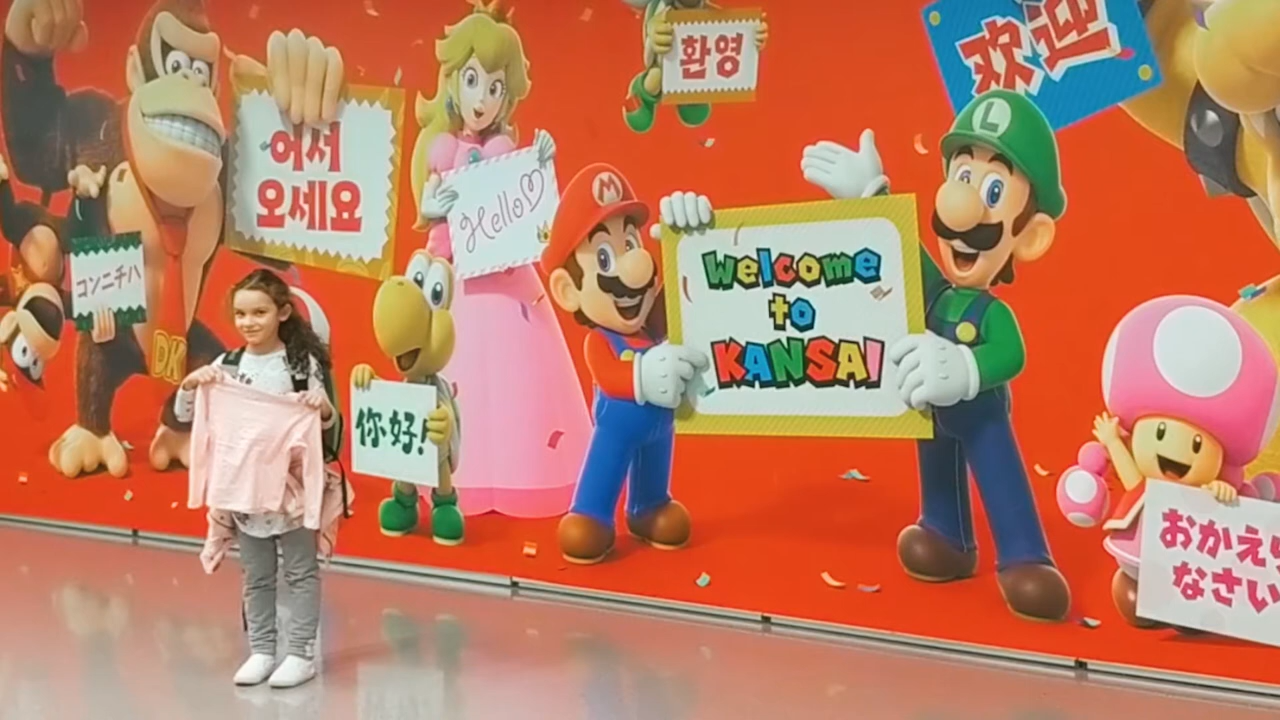 환영
欢迎
어서
오세요
Hello♡
コンニチハ
Welcome
to
KANSAI
你好!
DK
M
L
おかえり
なさい